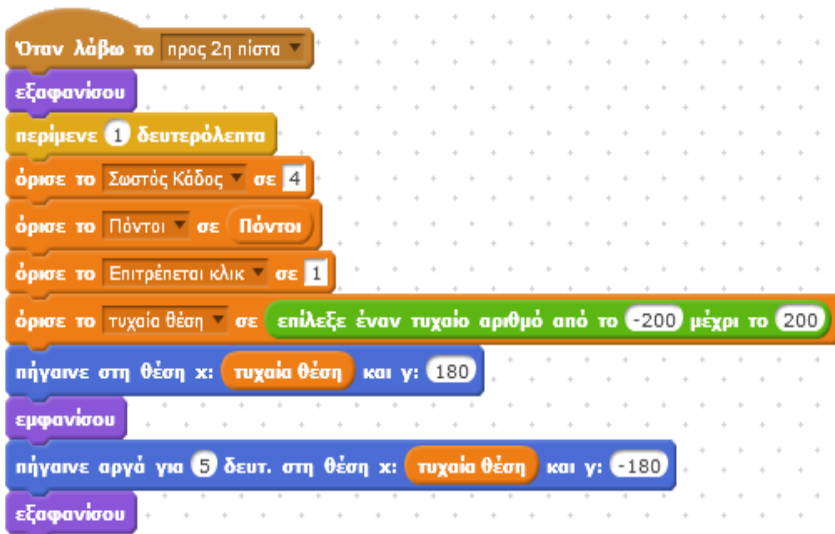 Όταν λάβω το προς 2η πίστα
εξαφανίσου
περίμενε 1 δευτερόλεπτα
όρισε το Σωστός Κάδος σε 4
όρισε το Πόντοι σε Πόντοι
όρισε το Επιτρέπεται κλικ σε 1
όρισε το τυχαία θέση σε επίλεξε έναν τυχαίο αριθμό από το -200 μέχρι το 200
πήγαινε στη θέση x: τυχαία θέση και y: 180
εμφανίσου
πήγαινε αργά για 5 δευτ. στη θέση x: τυχαία θέση και y: -180
εξαφανίσου